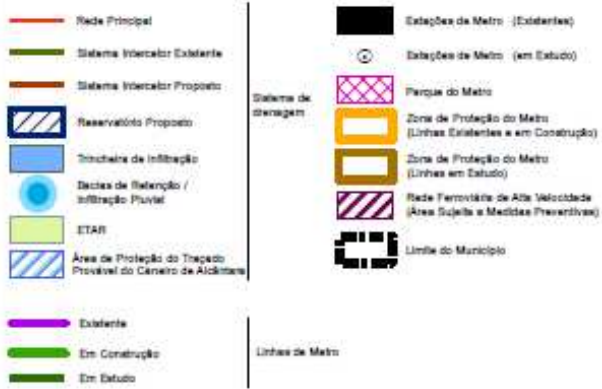 Rede Principal
Sistema Intercetor Existente
Sistema Intercetor Proposto
Reservatório Proposto
Trincheira de Infiltração
Bacias de Retenção /
Infiltração Pluvial
ETAR
Área de Proteção do Traçado
Provável do Caneiro de Alcântara
Sistema de
drenagem
Existente
Em Construção
Em Estudo
Linhas de Metro
Estações de Metro (Existentes)
Estações de Metro (em Estudo)
Parque do Metro
Zona de Proteção do Metro
(Linhas Existentes e em Construção)
Zona de Proteção do Metro
(Linhas em Estudo)
Rede Ferroviária de Alta Velocidade
(Área Sujeita a Medidas Preventivas)
Limite do Município